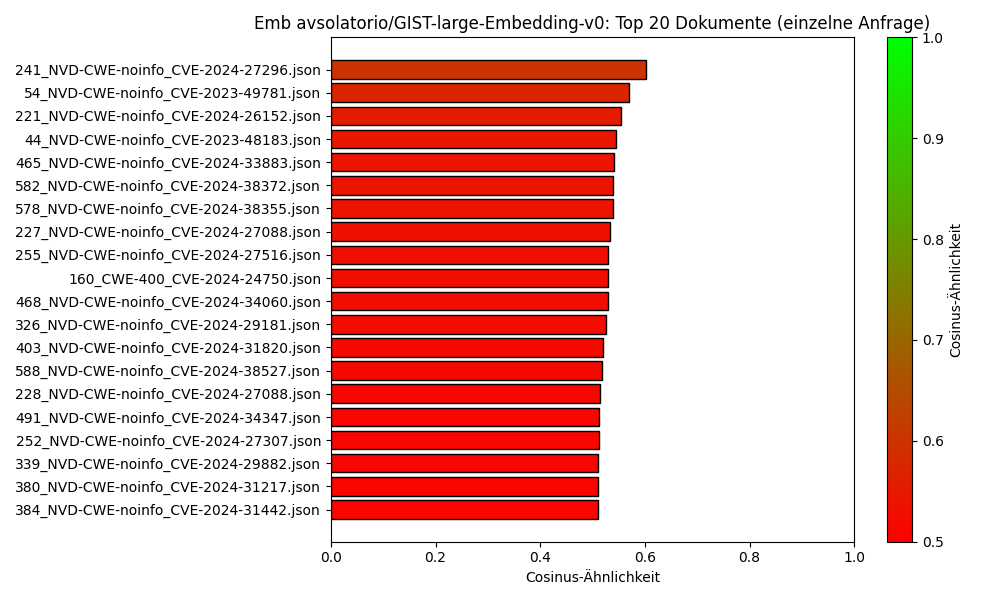 Emb avsolatorio/GIST-large-Embedding-v0: Top 20 Dokumente (einzelne Anfrage)
241_NVD-CWE-noinfo_CVE-2024-27296.json
54_NVD-CWE-noinfo_CVE-2023-49781.json
221_NVD-CWE-noinfo_CVE-2024-26152.json
44_NVD-CWE-noinfo_CVE-2023-48183.json
465_NVD-CWE-noinfo_CVE-2024-33883.json
582_NVD-CWE-noinfo_CVE-2024-38372.json
578_NVD-CWE-noinfo_CVE-2024-38355.json
227_NVD-CWE-noinfo_CVE-2024-27088.json
255_NVD-CWE-noinfo_CVE-2024-27516.json
160_CWE-400_CVE-2024-24750.json
468_NVD-CWE-noinfo_CVE-2024-34060.json
326_NVD-CWE-noinfo_CVE-2024-29181.json
403_NVD-CWE-noinfo_CVE-2024-31820.json
588_NVD-CWE-noinfo_CVE-2024-38527.json
228_NVD-CWE-noinfo_CVE-2024-27088.json
491_NVD-CWE-noinfo_CVE-2024-34347.json
252_NVD-CWE-noinfo_CVE-2024-27307.json
339_NVD-CWE-noinfo_CVE-2024-29882.json
380_NVD-CWE-noinfo_CVE-2024-31217.json
384_NVD-CWE-noinfo_CVE-2024-31442.json
0.0 0.2 0.4 0.6 0.8 1.0
Cosinus-Ähnlichkeit
1.0
0.9
0.8
0.7
0.6
0.5
Cosinus-Ähnlichkeit